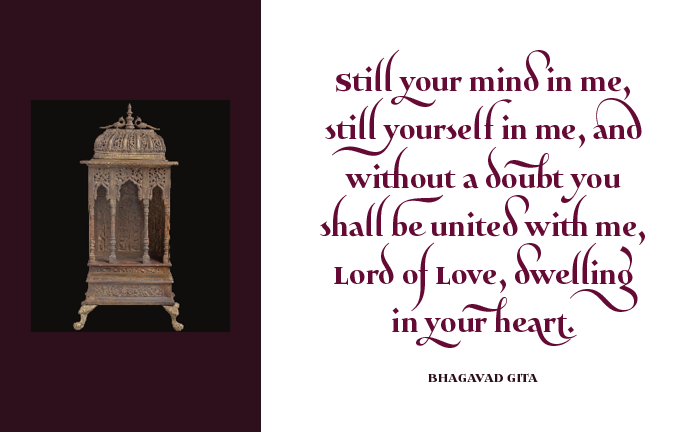 Still your mind in me,
still yourself in me, and
without a doubt you
shall be united with me,
Lord of Love, dwelling
in your heart.
BHAGAVAD GITA